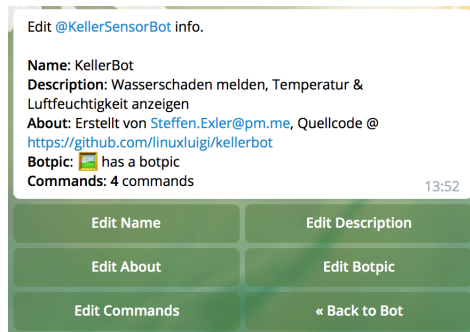 Edit @KellerSensorBot info.
Name: KellerBot
Description: Wasserschaden melden, Temperatur &
Luftfeuchtigkeit anzeigen
About: Erstellt von Steffen.Exler@pm.me, Quellcode @
https://github.com/linuxluigi/kellerbot
Botpic: 🖼 has a botpic
Commands: 4 commands
13:52
Edit Name
Edit Description
Edit About
Edit Botpic
Edit Commands
« Back to Bot